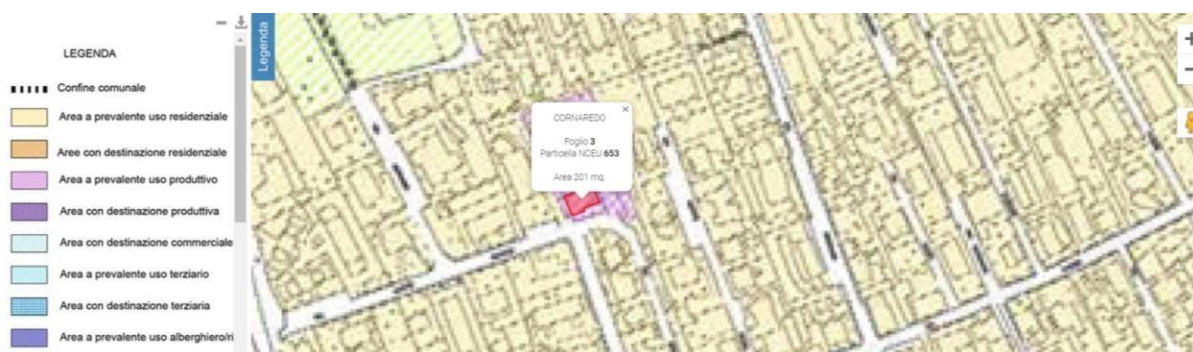 LEGENDA
Confine comunale
Area a prevalente uso residenziale
Aree con destinazione residenziale
Area a prevalente uso produttivo
Area con destinazione produttiva
Area con destinazione commerciale
Area a prevalente uso terziario
Area con destinazione terziaria
Area a prevalente uso alberghiero/ri
Legenda
CORNAREDO
Foglio 3
Particella NCEU 653
Area 201 mq.